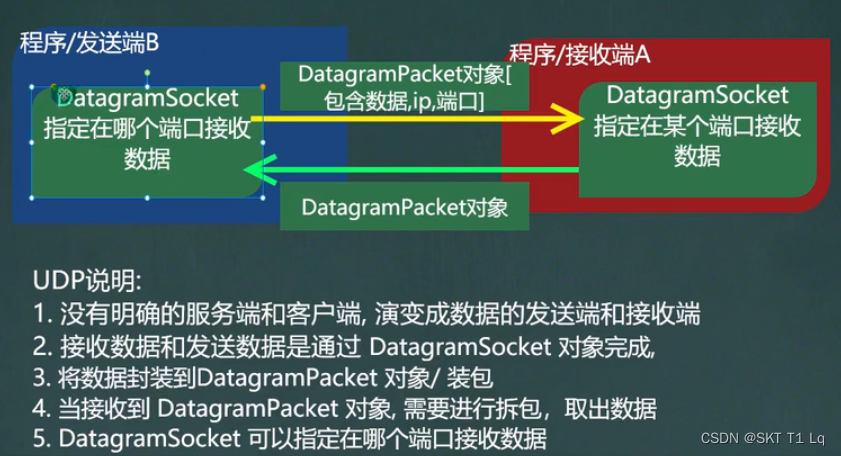 程序/发送端B
DatagramSocket
指定在哪个端口接收
数据
DatagramPacket对象[
包含数据,ip,端口]
DatagramPacket对象
程序/接收端A
DatagramSocket
指定在某个端口接收
数据
UDP说明:
1. 没有明确的服务端和客户端, 演变成数据的发送端和接收端
2. 接收数据和发送数据是通过 DatagramSocket 对象完成,
3. 将数据封装到DatagramPacket 对象/ 装包
4. 当接收到 DatagramPacket 对象, 需要进行拆包，取出数据
5. DatagramSocket 可以指定在哪个端口接收数据
CSDN @SKT T1 Lq